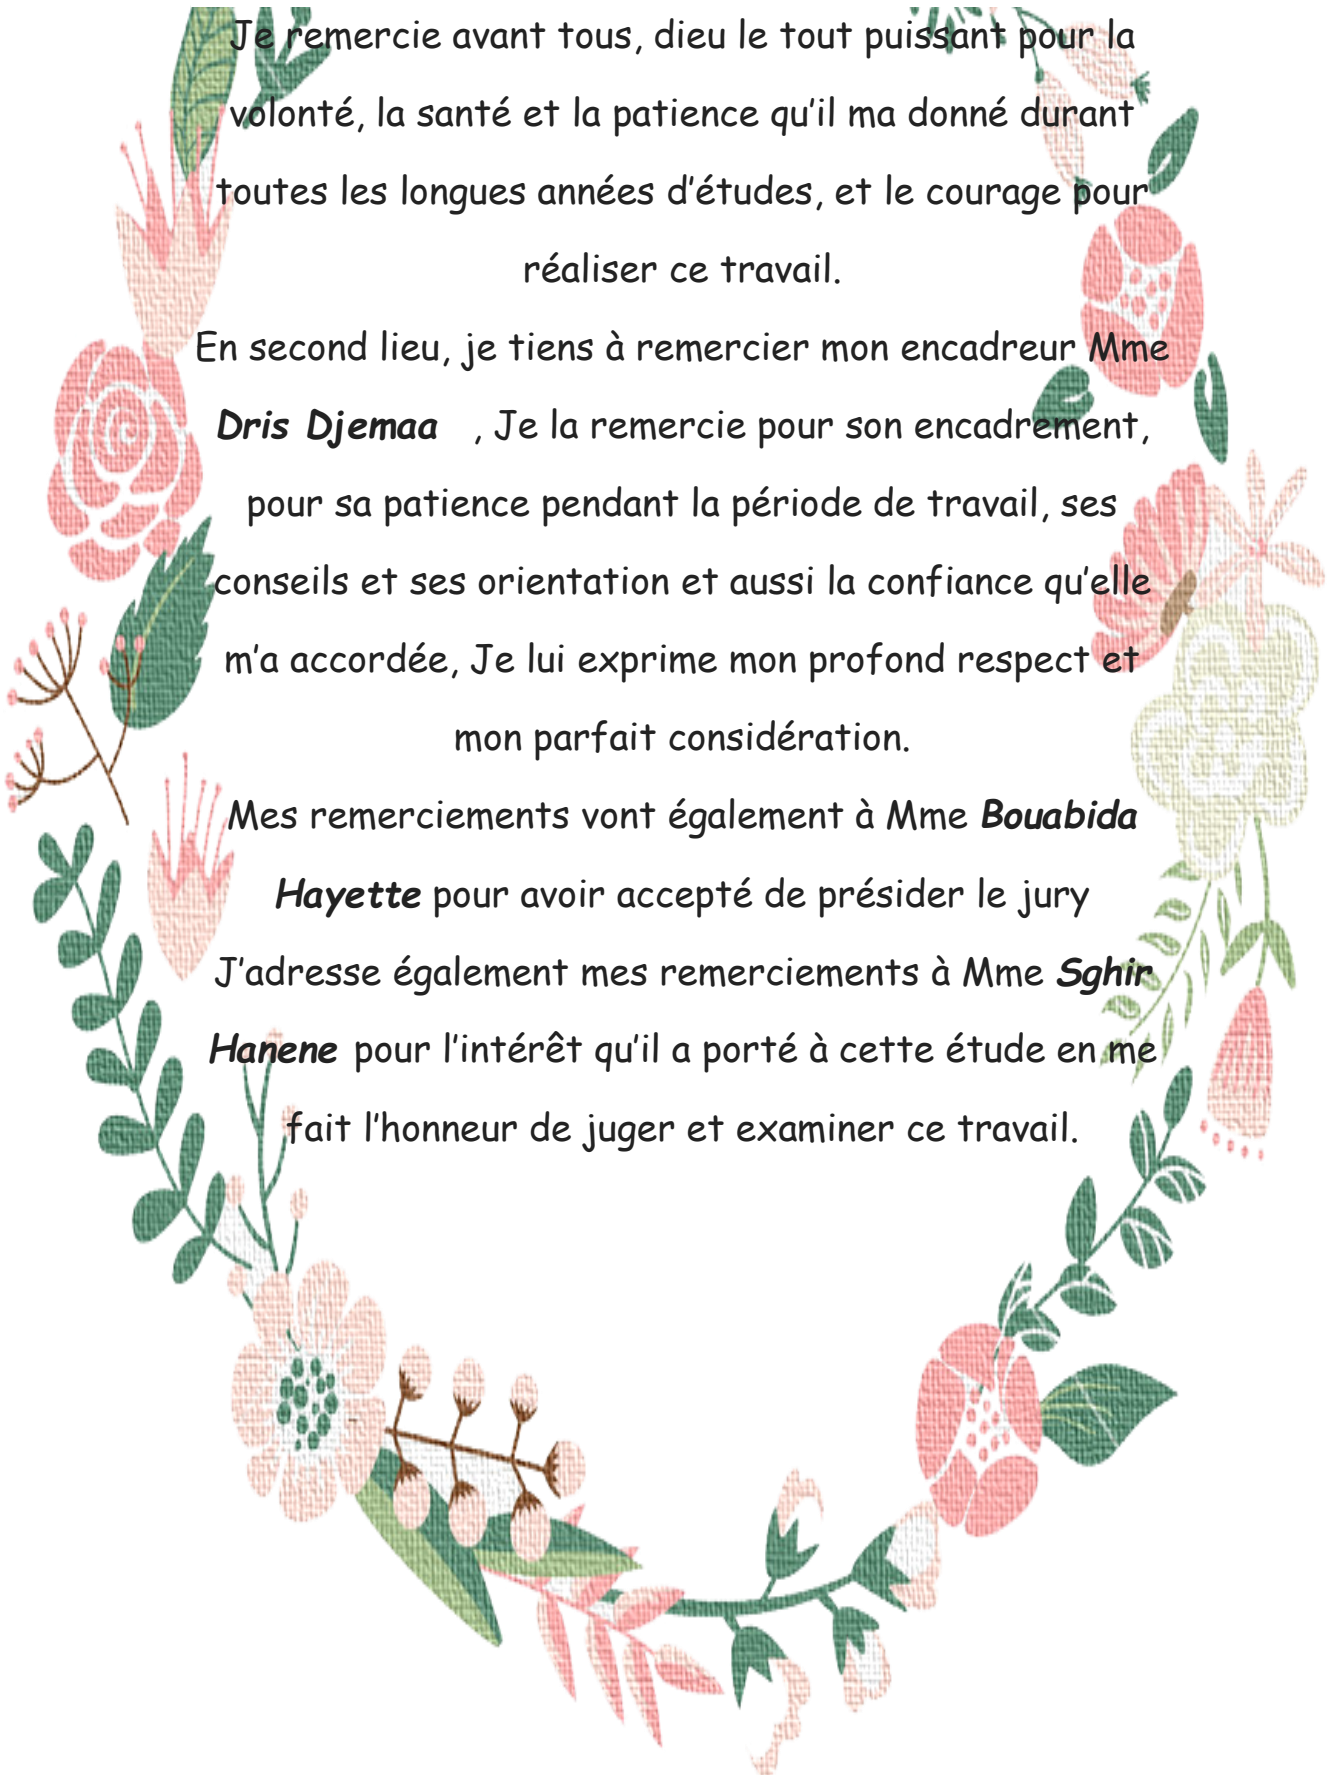 Je remercie avant tous, dieu le tout puissant pour la
volonté, la santé et la patience qu'il ma donné durant
toutes les longues années d'études, et le courage pour
réaliser ce travail.
En second lieu, je tiens à remercier mon encadreur Mme
Dris Djemaa , Je la remercie pour son encadrement,
pour sa patience pendant la période de travail, ses
conseils et ses orientation et aussi la confiance qu'elle
m'a accordée, Je lui exprime mon profond respect et
mon parfait considération.
Mes remerciements vont également à Mme Bouabida
Hayette pour avoir accepté de présider le jury
J'adresse également mes remerciements à Mme Sghir
Hanene pour l'intérêt qu'il a porté à cette étude en me
fait l'honneur de juger et examiner ce travail.